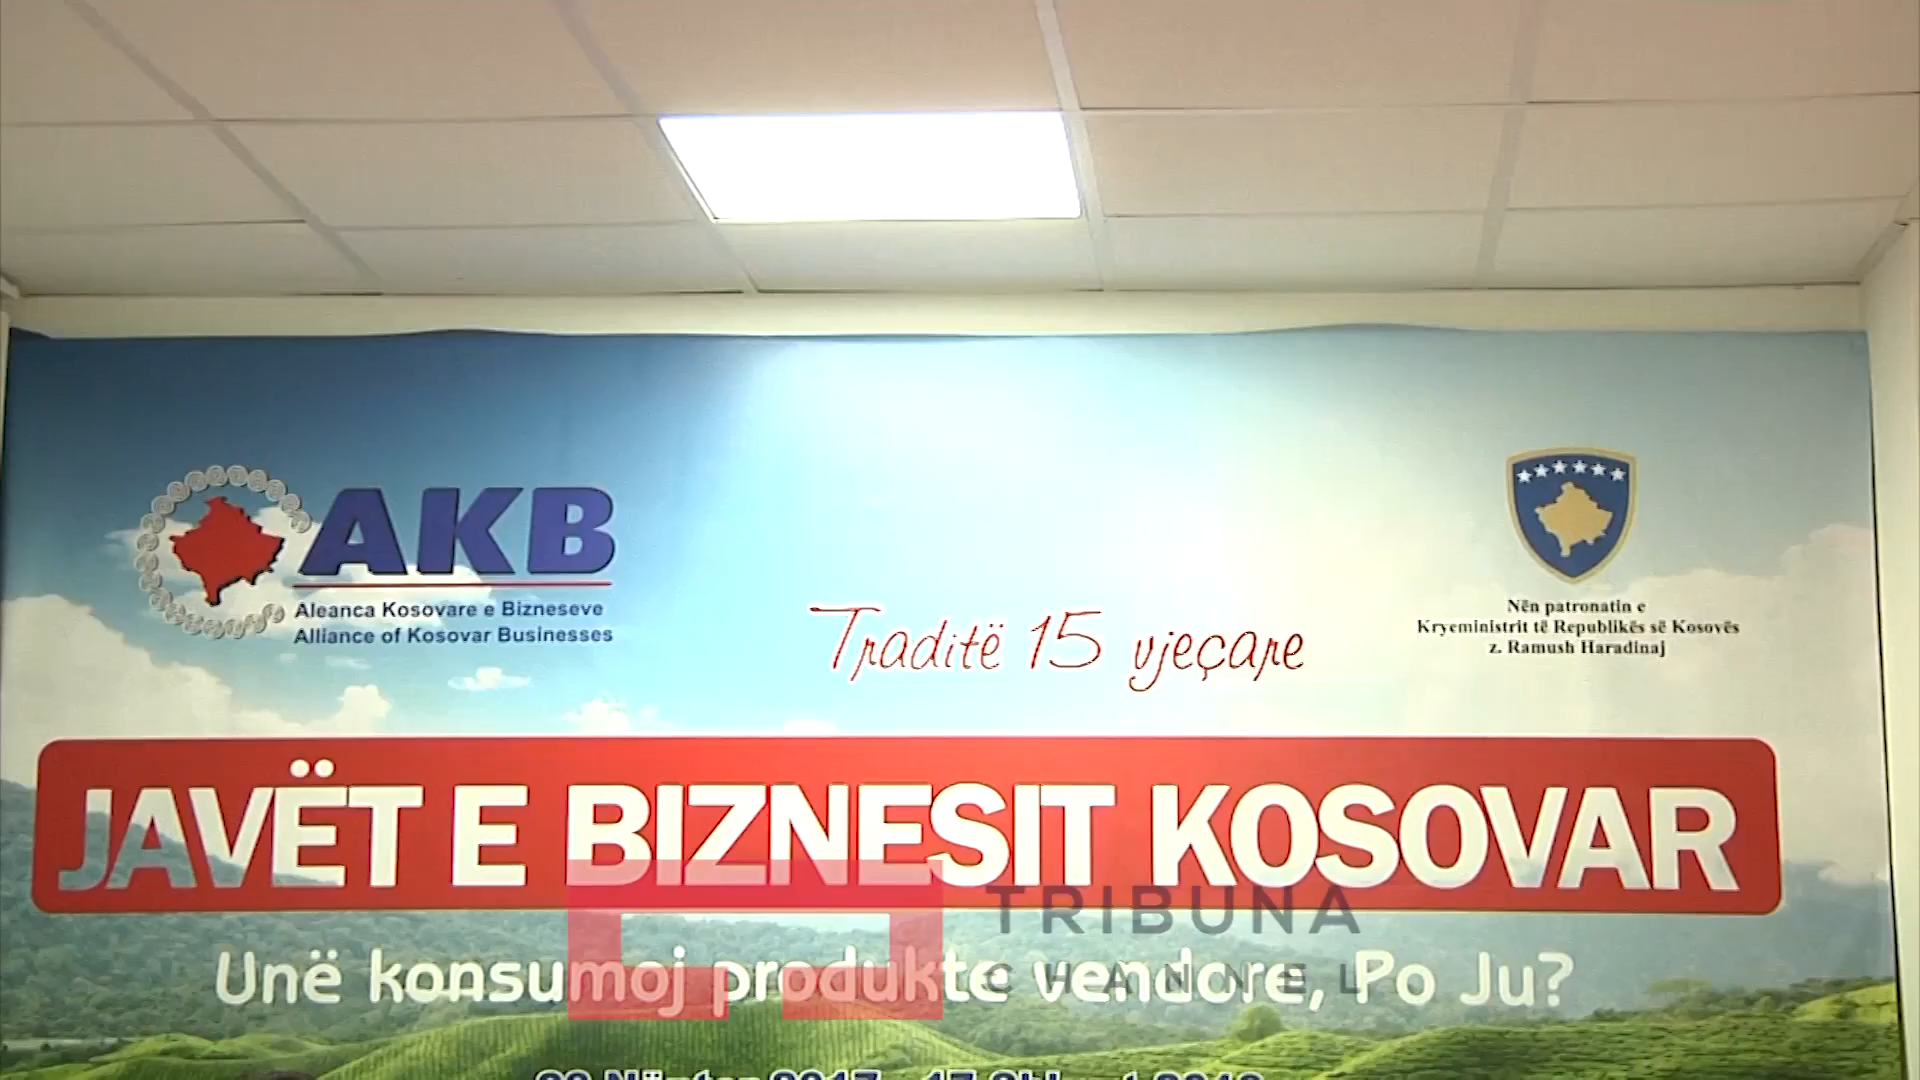 AKB
Aleanca Kosovare e Bizneseve
Alliance of Kosovar Businesses
Traditë 15 vjeçare
Nën patronatin e
Kryeministrit të Republikës së Kosovës
z. Ramush Haradinaj
JAVËT E BIZNESIT KOSOVAR
TRIBUNA
CHANNEL
Unë konsumoj produkte vendore, Po Ju?